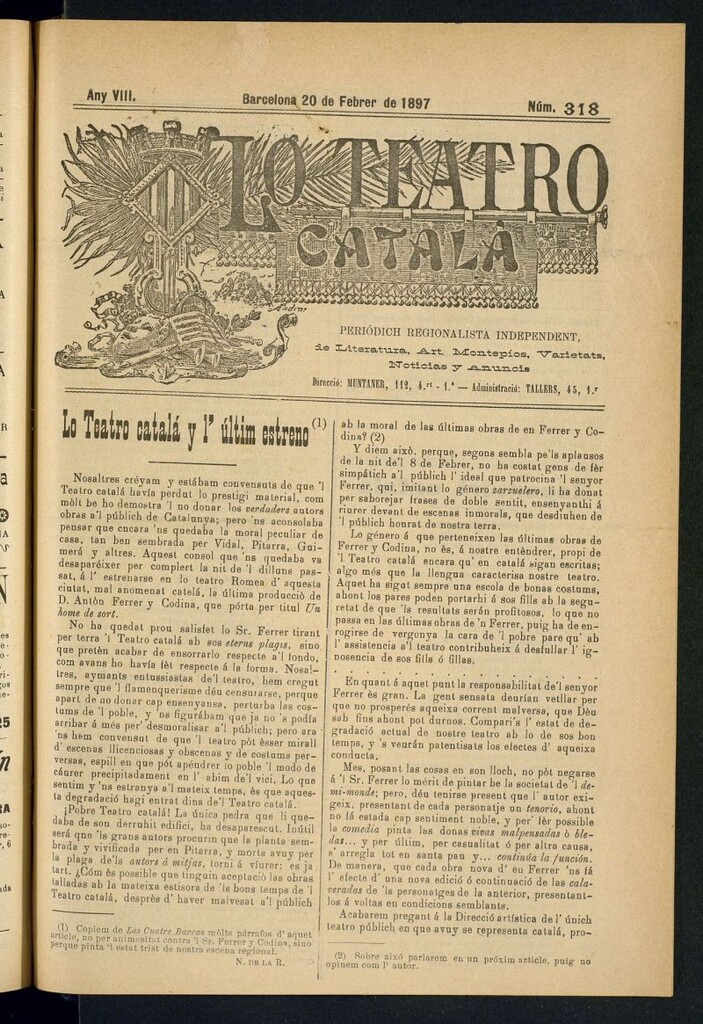 Any VIII.
Barcelona 20 de Febrer de 1897
Núm. 318
LO TEATRO
CATALÁ
PERIÓDICH REGIONALISTA INDEPENDENT,
de Literatura, Art, Montepíos, Varietats,
Noticias y Anuncis
Direcció: MUNTANER, 112, 4.rt - 1.ª — Administració: TALLERS, 45, 1.r
Lo Teatro catalá y l' últim estreno (1)
Nosaltres créyam y estábam convensuts de que 'l
Teatro catalá havía perdut lo prestigi material, com
mòlt be ho demostra 'l no donar los verdaders autors
obras a'l públich de Catalunya; pero 'ns aconsolaba
pensar que encara 'ns quedaba la moral peculiar de
casa, tan ben sembrada per Vidal, Pitarra, Gui-
merá y altres. Aquest consol que 'ns quedaba va
desaparéixer per complert la nit de 'l dilluns pas-
sat, á l' estrenarse en lo teatro Romea d' aquesta
ciutat, mal anomenat catelá, la última producció de
D. Antòn Ferrer y Codina, que pórta per titul Un
home de sort.
No ha quedat prou salisfet lo Sr. Ferrer tirant
per terra 'l Teatro catalá ab sos eterns plagis, sino
que pretèn acabar de ensorrarlo respecte a'l fondo,
com avans ho havía fèt respecte á la forma. Nosal-
tres, aymants entussiastas de'l teatro, hem cregut
sempre que 'l flamenquerisme déu censurarse, perque
apart de no donar cap ensenyansa, perturba las cos-
tums de 'l poble, y 'ns figurábam que ja no 's podía
arribar á més per' desmoralisar a'l públich; pero ara
'ns hem convensut de que 'l teatro pòt ésser mirall
d' escenas llicenciosas y obscenas y de costums per-
versas, espill en que pót apéndrer lo poble 'l modo de
cáurer precipitadament en l' abim de'l vici. Lo que
sentim y 'ns estranya a'l mateix temps, ès que aques-
ta degradació hagi entrat dins de'l Teatro catalá.
¡Pobre Teatro catalá! La única pedra que li que-
daba de son derruhit edifici, ha desaparescut. Inútil
será que 'ls grans autors procurin que la planta sem-
brada y vivificada per en Pitarra, y morta avuy per
la plaga de'ls autors á mitjas, torni á víurer: es ja
tart. ¿Cóm ès possible que tinguin aceptació las obras
talladas ab la mateixa estisora de 'ls bons temps de 'l
Teatro catalá, després d' haver malvesat a'l públich
(1) Copiem de Las Cuatre Barras mòlts párrafos d' aquet
article, no per animositat contra 'l Sr. Ferrer y Codina, sino
perque pinta 'l estat trist de nostra escena regional.
N. DE LA R.
ab la moral de las últimas obras de en Ferrer y Co-
dina? (2)
Y diem aixó, perque, segons sembla pe'ls aplausos
de la nit de'l 8 de Febrer, no ha costat gens de fèr
simpátich a'l públich l' ideal que patrocina 'l senyor
Ferrer, qui, imitant lo género zarzuelero, li ha donat
per saborejar frases de doble sentit, ensenyanthi á
riurer devant de escenas inmorals, que desdiuhen de
'l públich honrat de nostra terra.
Lo género á que perteneixen las últimas obras de
Ferrer y Codina, no ès, á nostre entèndrer, propi de
'l Teatro catalá encara qu' en catalá sigan escritas;
algo més que la llengua caracterisa nostre teatro.
Aquet ha sigut sempre una escola de bonas costums,
ahont los pares poden portarhi á sos fills ab la segu-
retat de que 'ls resultats serán profitosos, lo que no
passa en las últimas obras de 'n Ferrer, puig ha de en-
rogirse de vergonya la cara de 'l pobre pare qu' ab
l' assistencia a'l teatro contribuheix á desfullar l' ig-
nosencia de sos fills ó fillas.
. . . . . . . . . . . . . . . . . . . .
En quant á aquet punt la responsabilitat de'l senyor
Ferrer ès gran. La gent sensata deurían vetllar per
que no prosperés aqueixa corrent malversa, que Dèu
sab fins ahont pot durnos. Compari's l' estat de de-
gradació actual de nostre teatro ab lo de sos bon
temps, y 's veurán patentisats los efectes d' aqueixa
conducta.
Mes, posant las cosas en son lloch, no pòt negarse
á 'l Sr. Ferrer lo mérit de pintar be la societat de 'l de-
mi-monde; pero, déu tenirse present que l' autor exi-
geix, presentant de cada personatje un tenorio, ahont
no lá estada cap sentiment noble, y per' fèr possible
la comedia pinta las donas vivas malpensadas ó ble-
das... y per últim, per casualitat ó per altra causa,
s' arregla tot en santa pau y... continúa la función.
De manera, que cada obra nova d' en Ferrer 'ns fá
l' efecte d' una nova edició ó continuació de las cala-
veradas de 'ls personatges de la anterior, presentant-
los á voltas en condicions semblants.
Acabarem pregant á la Direcció artística de l' únich
teatro públich en que avuy se representa catalá, pro-
(2) Sobre aixó parlarem en un próxim article, puig no
opinem com l' autor.